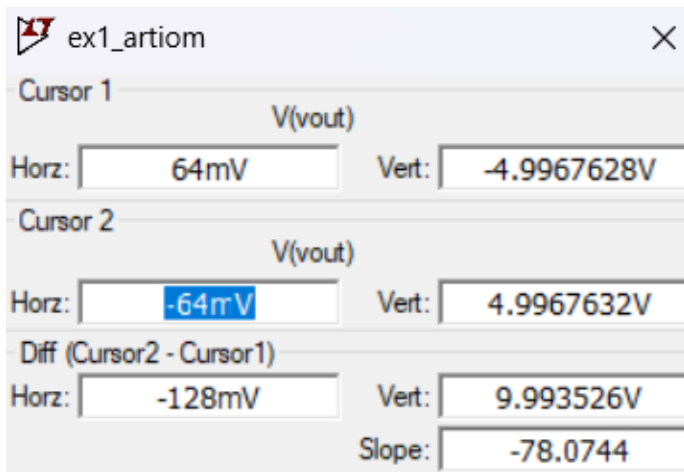 ex1_artiom
Cursor 1
V(vout)
Horz: 64mV Vert: -4.9967628V
Cursor 2
V(vout)
Horz: -64mV Vert: 4.9967632V
Diff (Cursor2 - Cursor1)
Horz: -128mV Vert: 9.993526V
Slope: -78.0744